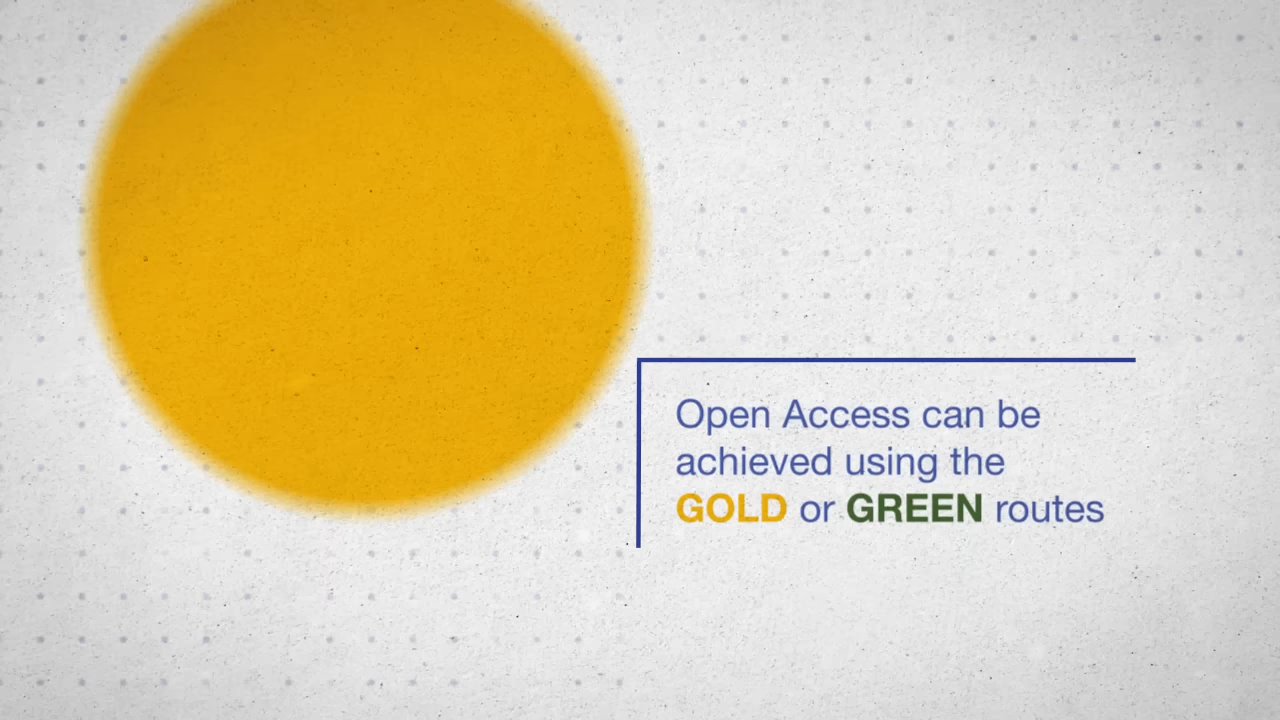 Open Access can be
achieved using the
GOLD or GREEN routes